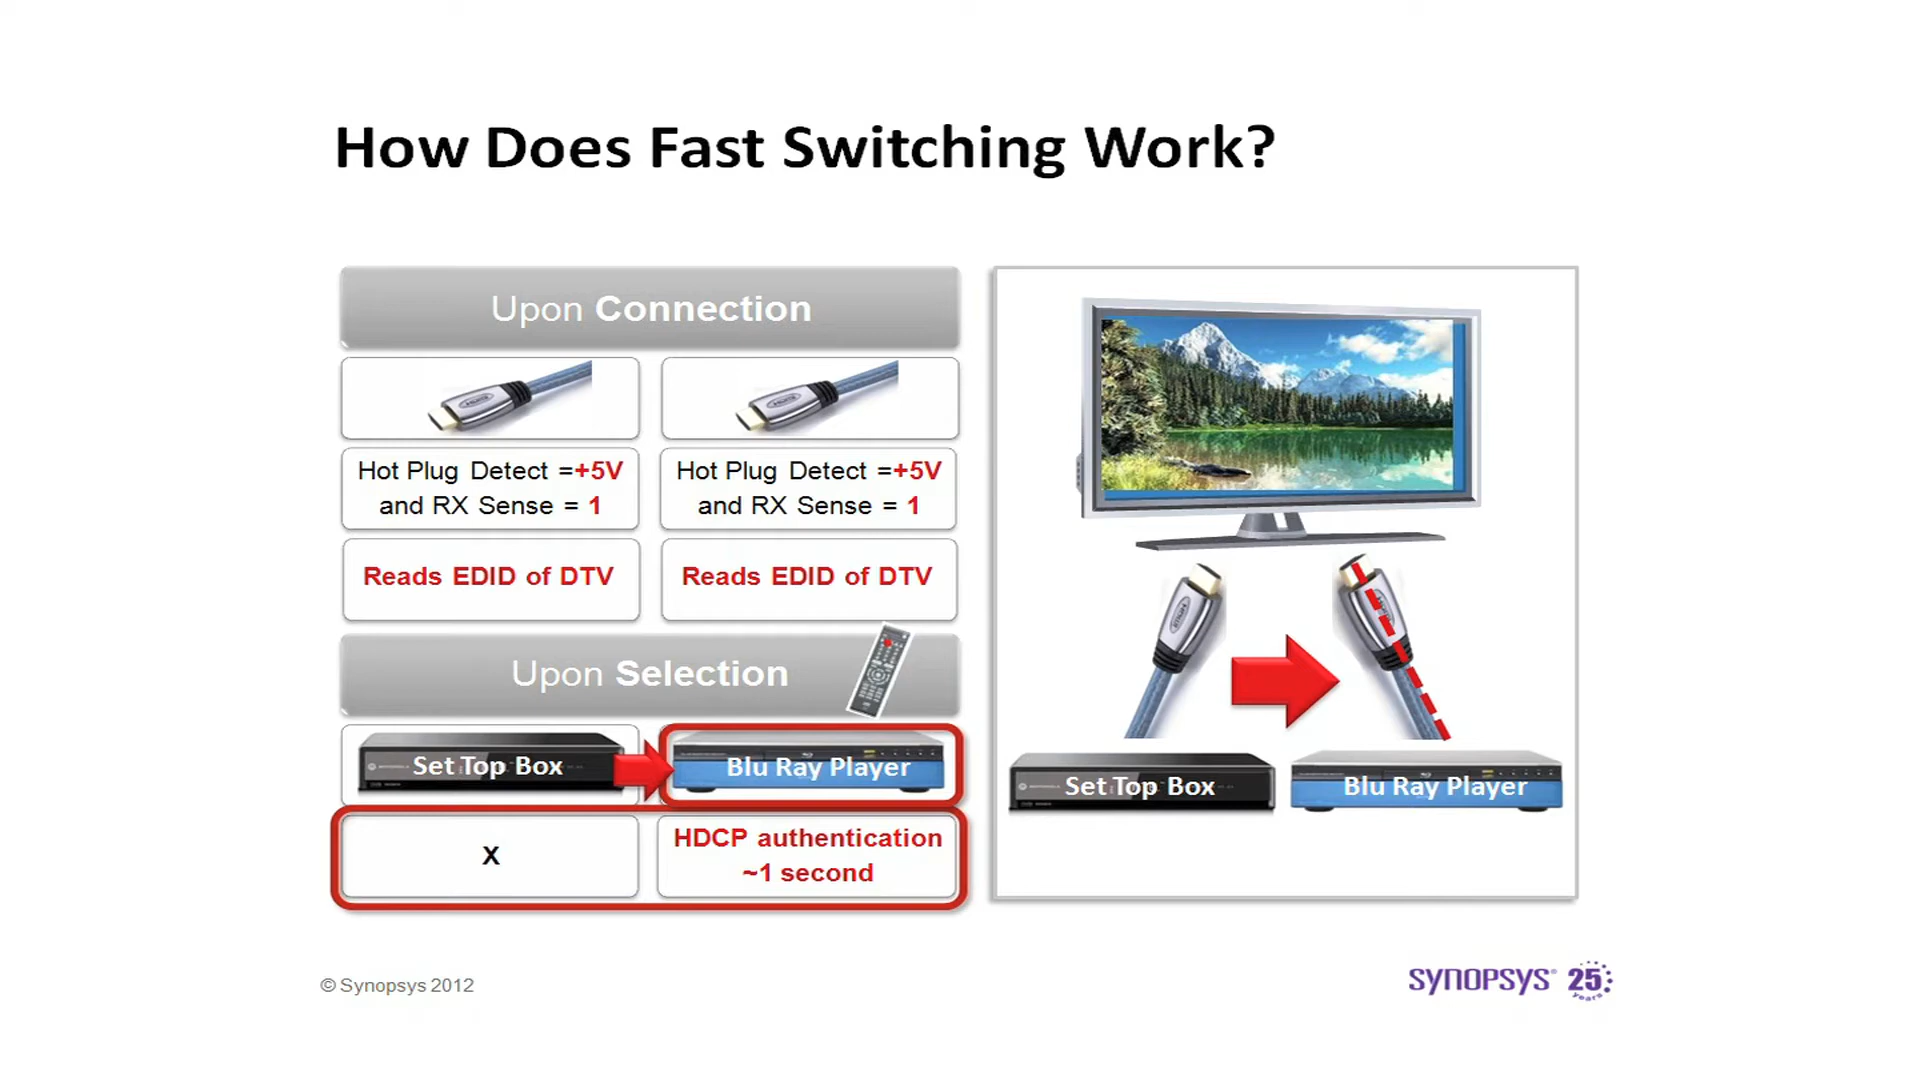 How Does Fast Switching Work?
Upon Connection
Hot Plug Detect =+5V
and RX Sense = 1
Hot Plug Detect =+5V
and RX Sense = 1
Reads EDID of DTV
Reads EDID of DTV
Upon Selection
Set Top Box
Blu Ray Player
X
HDCP authentication
~1 second
Set Top Box
Blu Ray Player
© Synopsys 2012
SYNOPSYS® 25
years